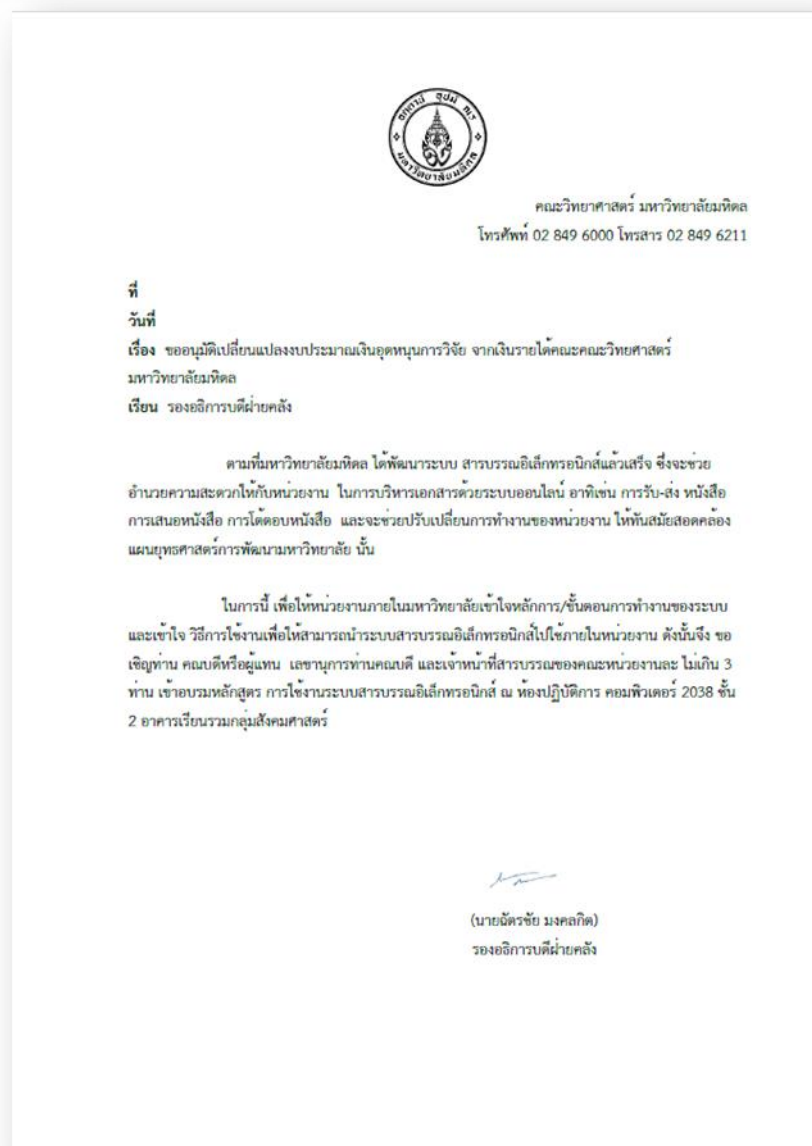 อตฺตานํ อุปมํ กเร
มหาวิทยาลัยมหิดล
คณะวิทยาศาสตร์ มหาวิทยาลัยมหิดล
โทรศัพท์ 02 849 6000 โทรสาร 02 849 6211
ที่
วันที่
เรื่อง ขออนุมัติเปลี่ยนแปลงงบประมาณเงินอุดหนุนการวิจัย จากเงินรายได้คณะคณะวิทยศาสตร์
มหาวิทยาลัยมหิดล
เรียน รองอธิการบดีฝ่ายคลัง
ตามที่มหาวิทยาลัยมหิดล ได้พัฒนาระบบ สารบรรณอิเล็กทรอนิกส์แล้วเสร็จ ซึ่งจะช่วย
อำนวยความสะดวกให้กับหน่วยงาน ในการบริหารเอกสารด้วยระบบออนไลน์ อาทิเช่น การรับ-ส่ง หนังสือ
การเสนอหนังสือ การโต้ตอบหนังสือ และจะช่วยปรับเปลี่ยนการทำงานของหน่วยงาน ให้ทันสมัยสอดคล้อง
แผนยุทธศาสตร์การพัฒนามหาวิทยาลัย นั้น
ในการนี้ เพื่อให้หน่วยงานภายในมหาวิทยาลัยเข้าใจหลักการ/ขั้นตอนการทำงานของระบบ
และเข้าใจ วิธีการใช้งานเพื่อให้สามารถนำระบบสารบรรณอิเล็กทรอนิกส์ไปใช้ภายในหน่วยงาน ดังนั้นจึง ขอ
เชิญท่าน คณบดีหรือผู้แทน เลขานุการท่านคณบดี และเจ้าหน้าที่สารบรรณของคณะหน่วยงานละ ไม่เกิน 3
ท่าน เข้าอบรมหลักสูตร การใช้งานระบบสารบรรณอิเล็กทรอนิกส์ ณ ห้องปฏิบัติการ คอมพิวเตอร์ 2038 ชั้น
2 อาคารเรียนรวมกลุ่มสังคมศาสตร์
(นายฉัตรชัย มงคลกิต)
รองอธิการบดีฝ่ายคลัง